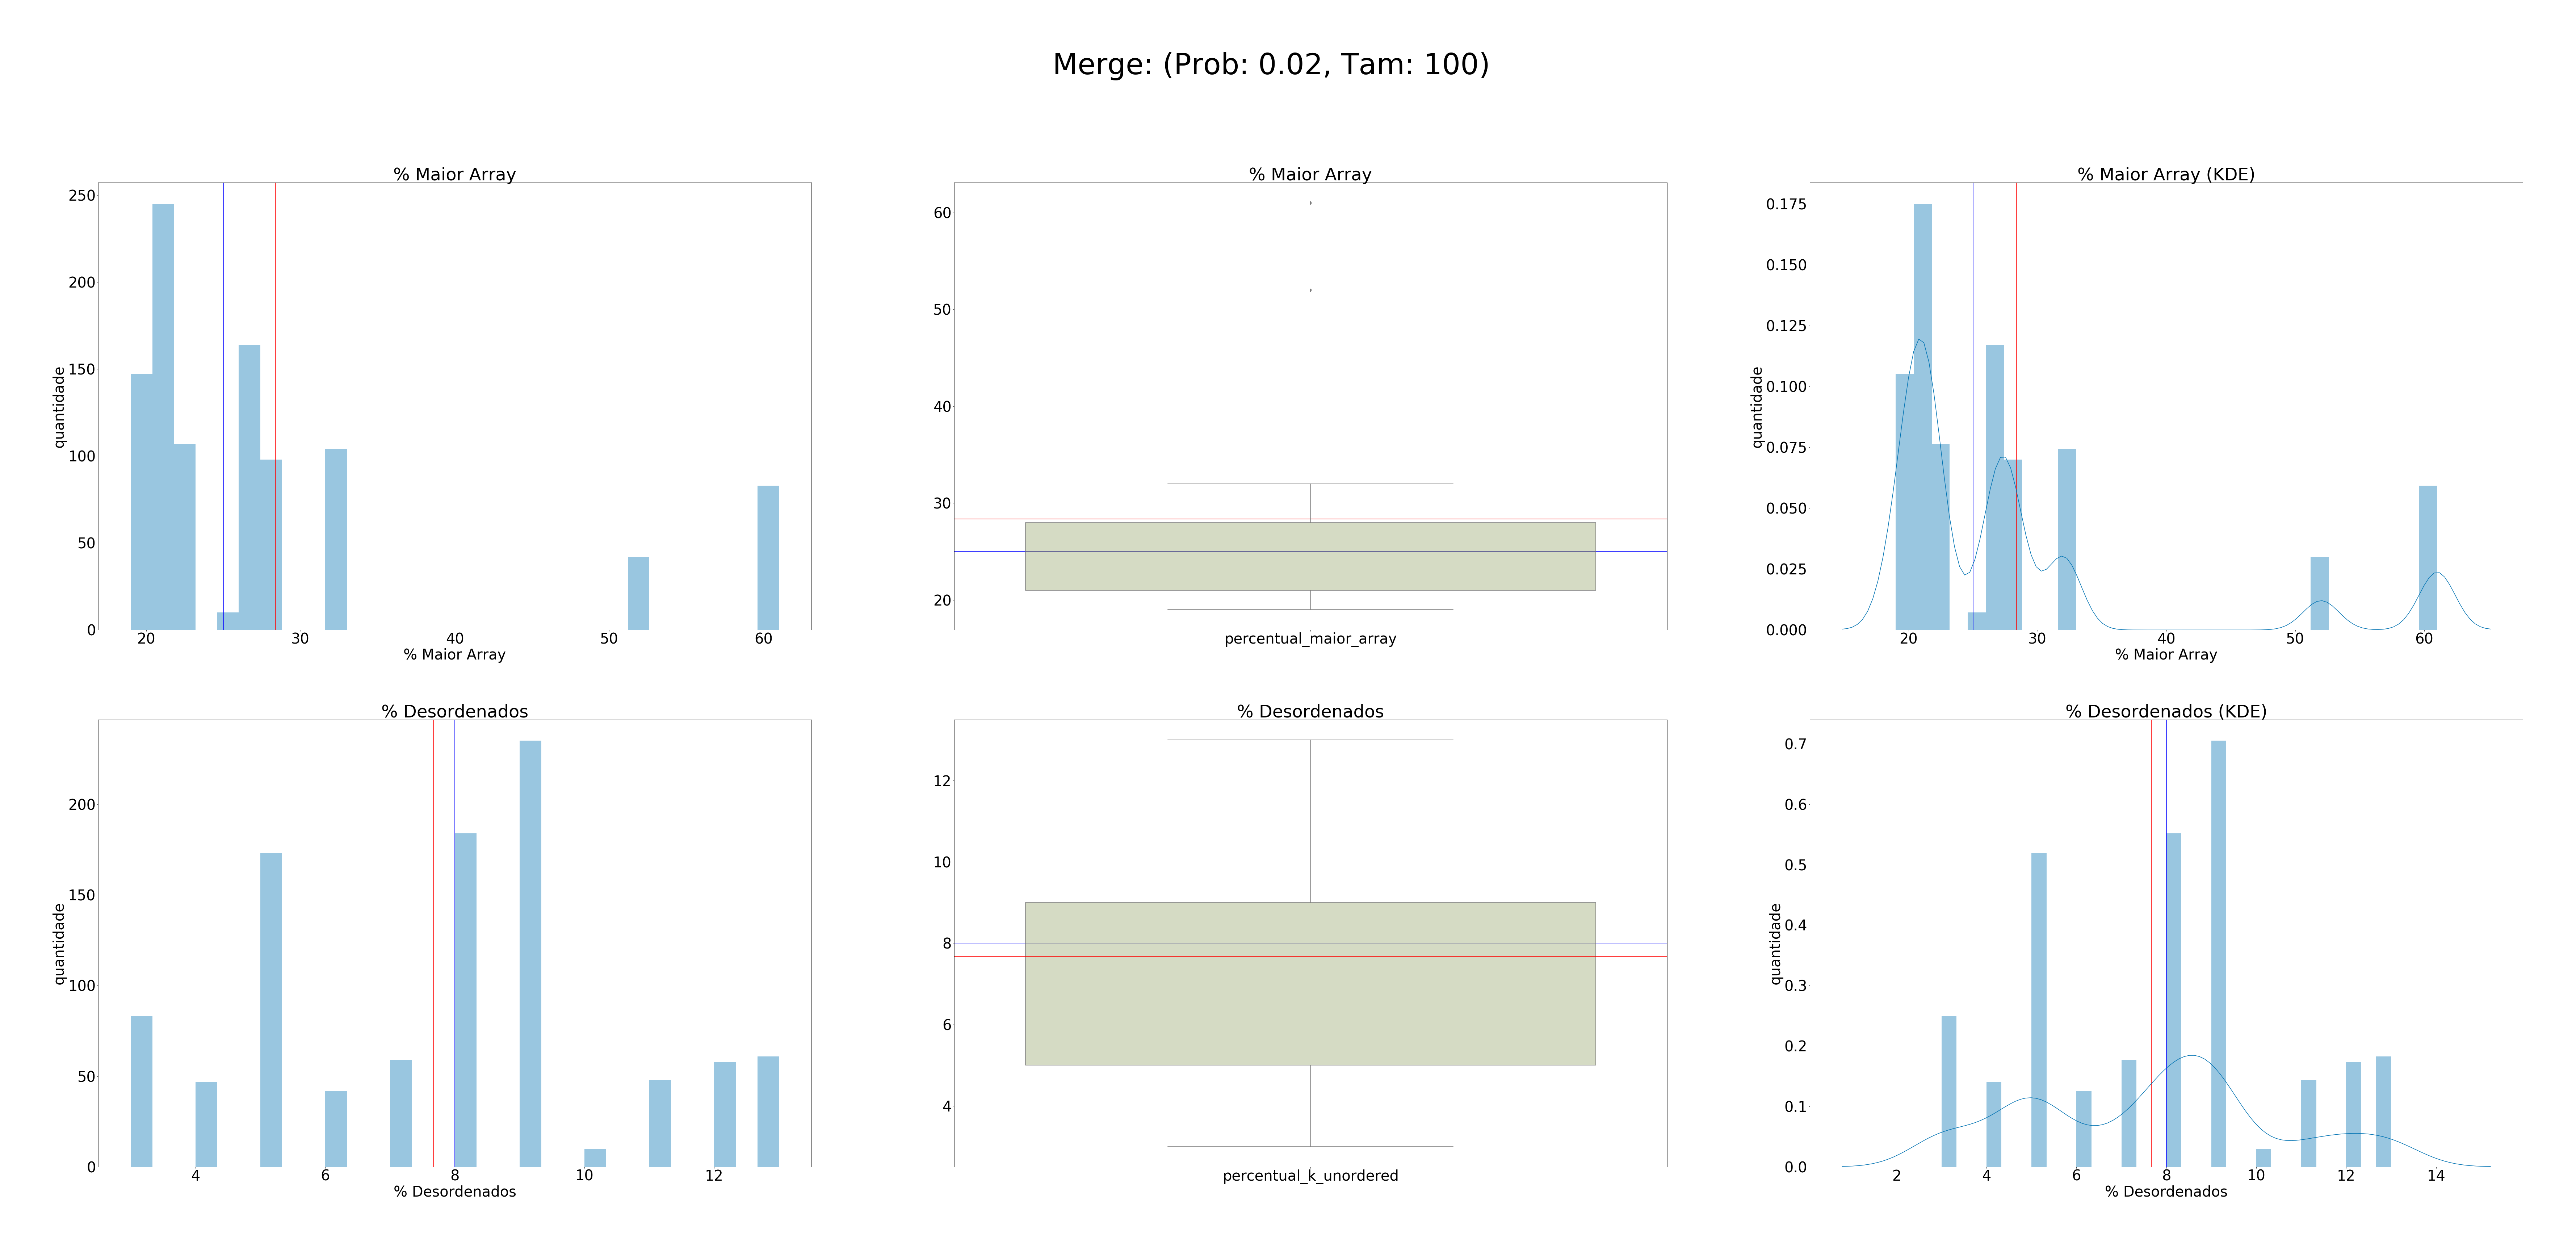 Merge: (Prob: 0.02, Tam: 100)
% Maior Array
250
200
150
100
50
0
quantidade
20 30 40 50 60
% Maior Array
% Maior Array
60
50
40
30
20
percentual_maior_array
% Maior Array (KDE)
0.175
0.150
0.125
0.100
0.075
0.050
0.025
0.000
quantidade
20 30 40 50 60
% Maior Array
% Desordenados
200
150
100
50
0
quantidade
4 6 8 10 12
% Desordenados
% Desordenados
12
10
8
6
4
percentual_k_unordered
% Desordenados (KDE)
0.7
0.6
0.5
0.4
0.3
0.2
0.1
0.0
quantidade
2 4 6 8 10 12 14
% Desordenados